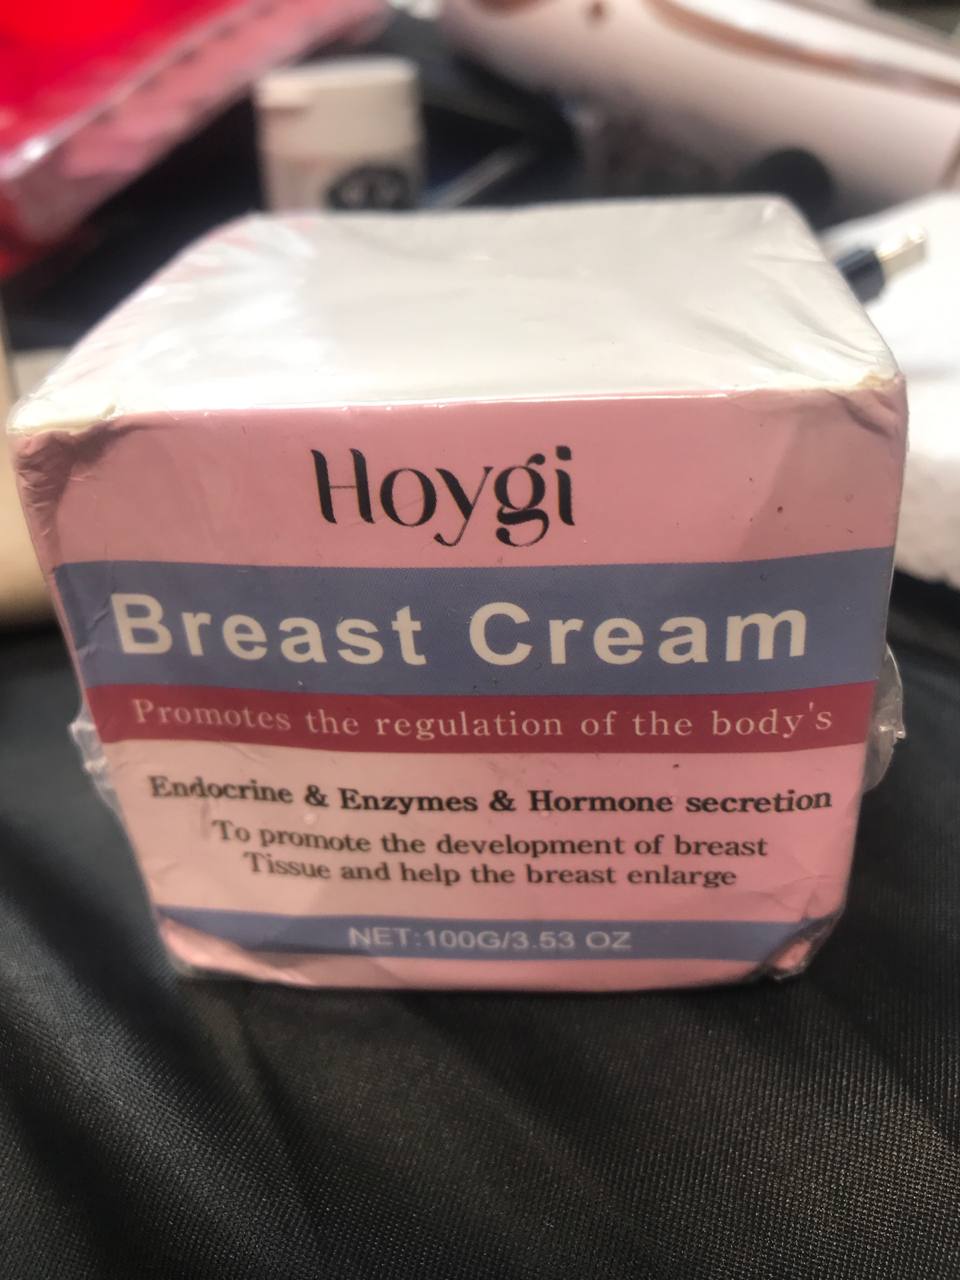 Hoygi
Breast Cream
Promotes the regulation of the body's
Endocrine & Enzymes & Hormone secretion
To promote the development of breast
Tissue and help the breast enlarge
NET:100G/3.53 OZ